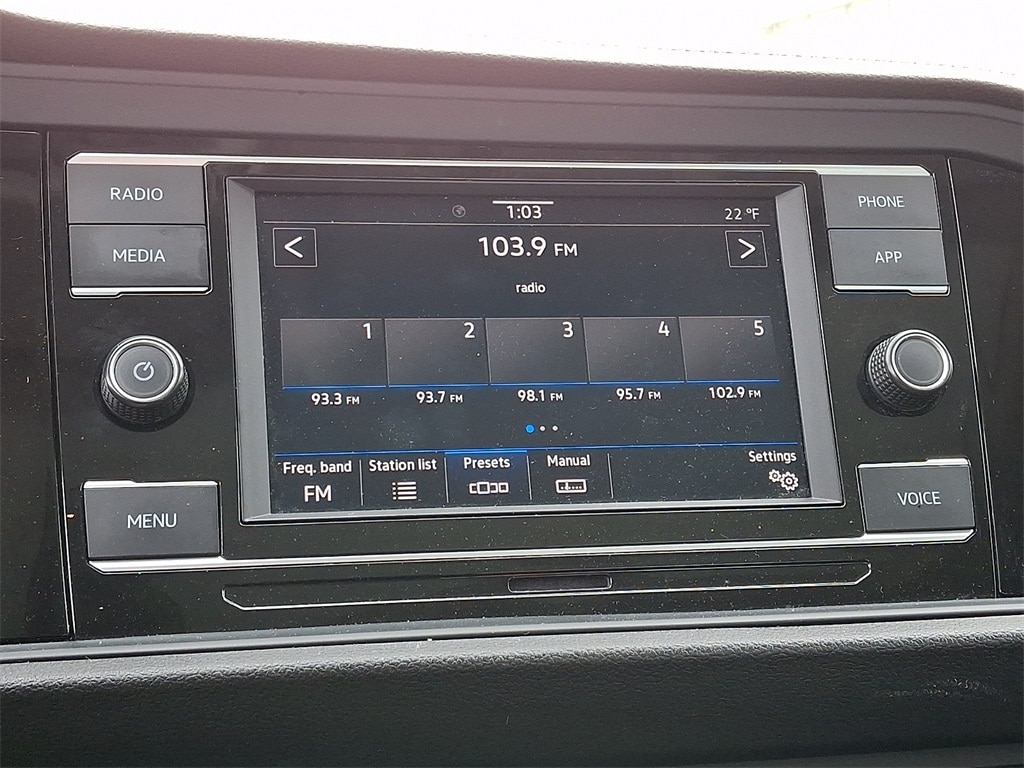 RADIO
MEDIA
MENU
1:03
22 °F
<
103.9 FM
>
radio
1 2 3 4 5
93.3 FM 93.7 FM 98.1 FM 95.7 FM 102.9 FM
Freq. band Station list Presets Manual Settings
FM
PHONE
APP
VOICE